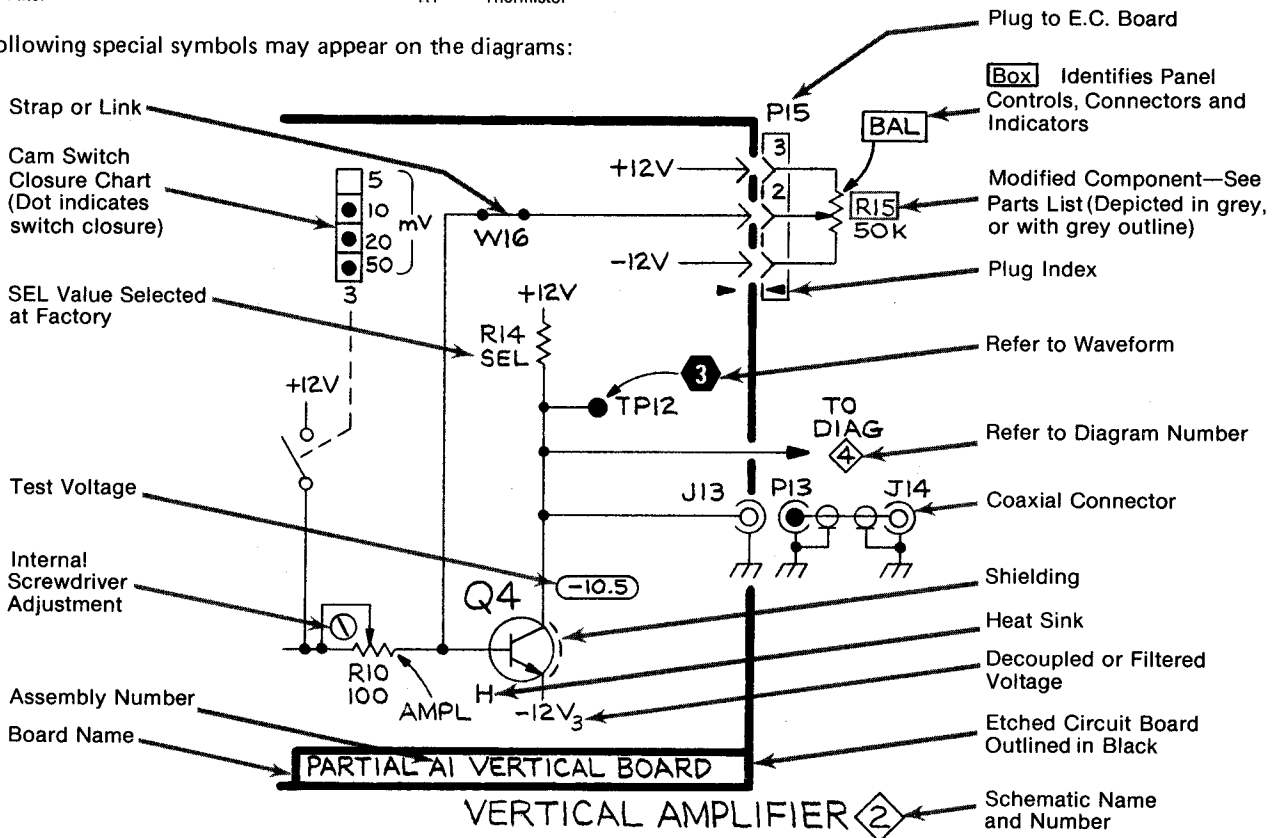 ollowing special symbols may appear on the diagrams:
Plug to E.C. Board
Box Identifies Panel
Controls, Connectors and
Indicators
Strap or Link
P15
BAL
Cam Switch
Closure Chart
(Dot indicates
switch closure)
5
10
20
50
mV
3
+12V
3
2
W16
-12V
R15
50K
Modified Component—See
Parts List (Depicted in grey,
or with grey outline)
Plug Index
SEL Value Selected
at Factory
+12V
R14
SEL
Refer to Waveform
3
TP12
+12V
TO
DIAG
4
Refer to Diagram Number
Test Voltage
J13
P13
J14
Coaxial Connector
Internal
Screwdriver
Adjustment
-10.5
Q4
Shielding
Heat Sink
R10
100
AMPL
H
-12V3
Decoupled or Filtered
Voltage
Assembly Number
Board Name
PARTIAL A1 VERTICAL BOARD
Etched Circuit Board
Outlined in Black
VERTICAL AMPLIFIER 2
Schematic Name
and Number